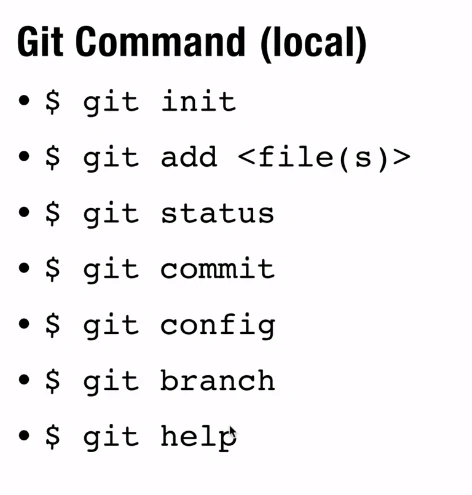 Git Command (local)
• $ git init
• $ git add <file(s)>
• $ git status
• $ git commit
• $ git config
• $ git branch
• $ git help